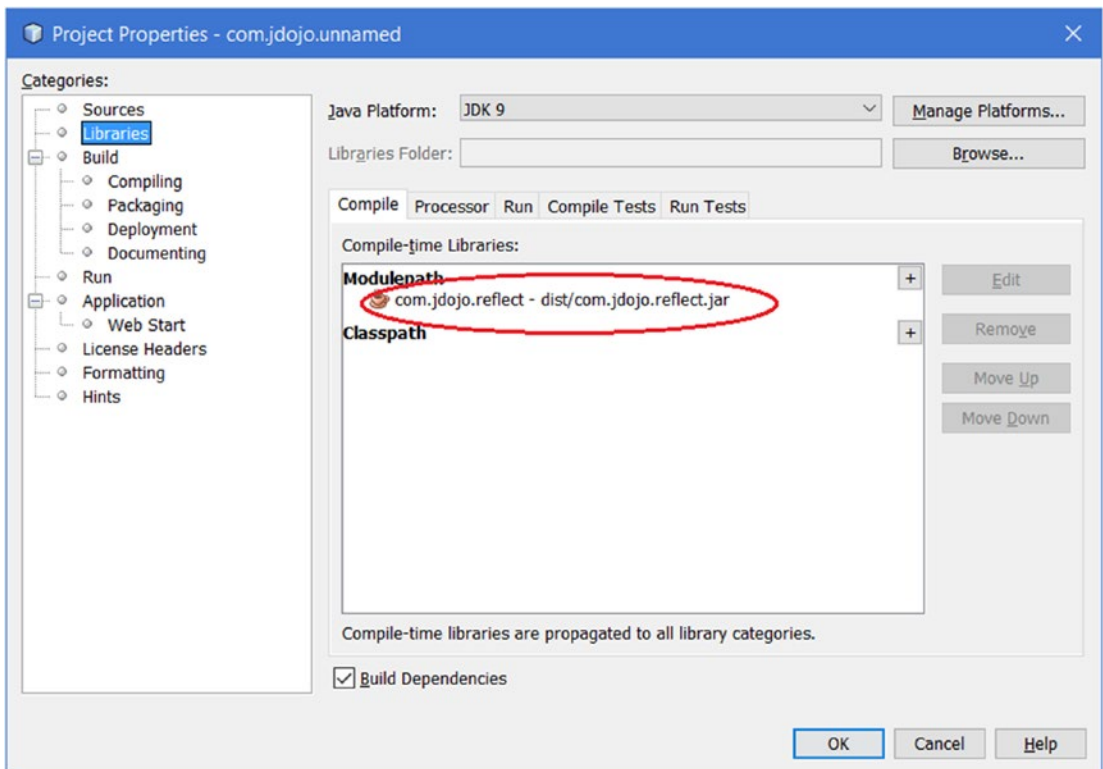 Project Properties - com.jdojo.unnamed
Categories:
Sources
Libraries
Build
Compiling
Packaging
Deployment
Documenting
Run
Application
Web Start
License Headers
Formatting
Hints
Java Platform: JDK 9 Manage Platforms...
Libraries Folder: Browse...
Compile Processor Run Compile Tests Run Tests
Compile-time Libraries:
Modulepath +
com.jdojo.reflect - dist/com.jdojo.reflect.jar
Classpath +
Edit
Remove
Move Up
Move Down
Compile-time libraries are propagated to all library categories.
Build Dependencies
OK Cancel Help